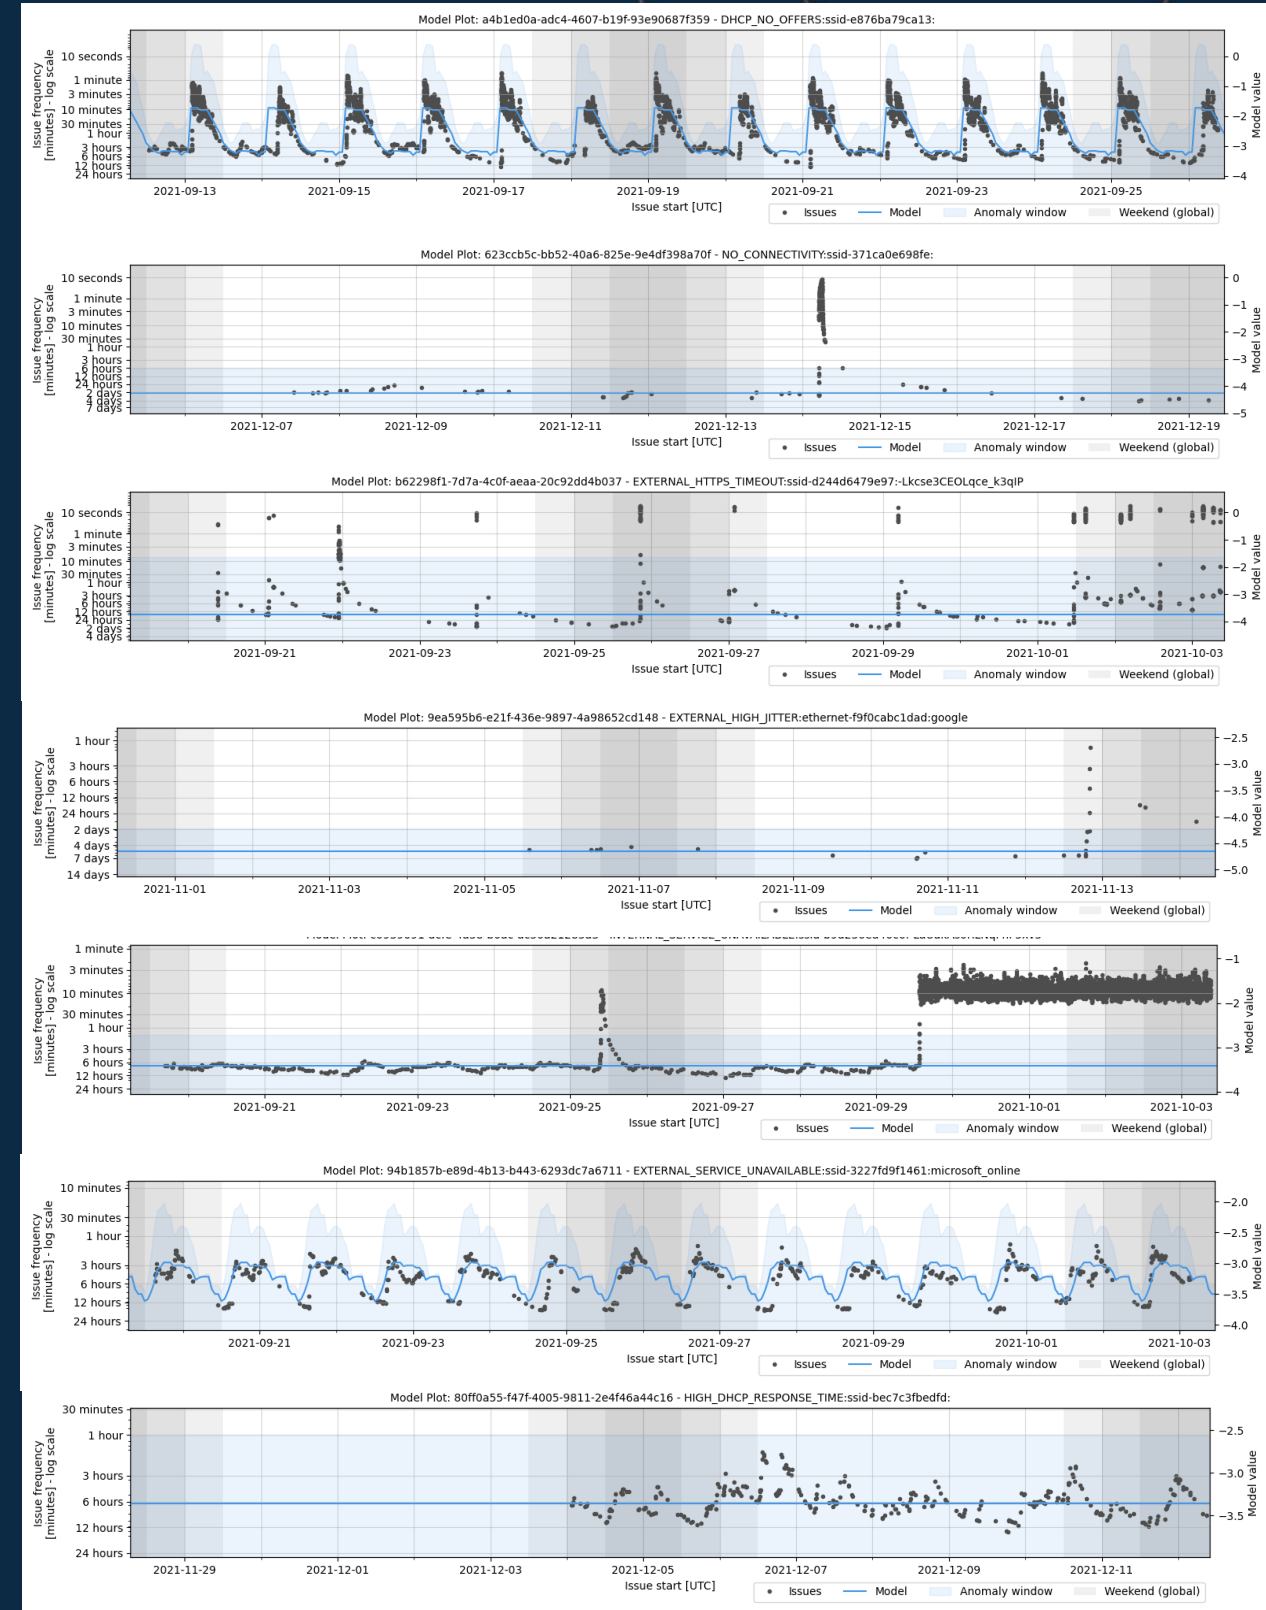 Model Plot: a4b1ed0a-adc4-4607-b19f-93e90687f359 - DHCP_NO_OFFERS:ssid-e876ba79ca13:
Issue frequency
[minutes] - log scale
10 seconds
1 minute
3 minutes
10 minutes
30 minutes
1 hour
3 hours
6 hours
12 hours
24 hours
0
−1
−2
−3
−4
Model value
2021-09-13 2021-09-15 2021-09-17 2021-09-19 2021-09-21 2021-09-23 2021-09-25
Issue start [UTC]
Issues Model Anomaly window Weekend (global)
Model Plot: 623ccb5c-bb52-40a6-825e-9e4df398a70f - NO_CONNECTIVITY:ssid-371ca0e698fe:
Issue frequency
[minutes] - log scale
10 seconds
1 minute
3 minutes
10 minutes
30 minutes
1 hour
3 hours
6 hours
12 hours
24 hours
2 days
4 days
7 days
0
−1
−2
−3
−4
−5
Model value
2021-12-07 2021-12-09 2021-12-11 2021-12-13 2021-12-15 2021-12-17 2021-12-19
Issue start [UTC]
Issues Model Anomaly window Weekend (global)
Model Plot: b62298f1-7d7a-4c0f-aeaa-20c92dd4b037 - EXTERNAL_HTTPS_TIMEOUT:ssid-d244d6479e97:-Lkcse3CEOLqce_k3qIP
Issue frequency
[minutes] - log scale
10 seconds
1 minute
3 minutes
10 minutes
30 minutes
1 hour
3 hours
6 hours
12 hours
24 hours
2 days
4 days
0
−1
−2
−3
−4
Model value
2021-09-21 2021-09-23 2021-09-25 2021-09-27 2021-09-29 2021-10-01 2021-10-03
Issue start [UTC]
Issues Model Anomaly window Weekend (global)
Model Plot: 9ea595b6-e21f-436e-9897-4a98652cd148 - EXTERNAL_HIGH_JITTER:ethernet-f9f0cabc1dad:google
Issue frequency
[minutes] - log scale
1 hour
3 hours
6 hours
12 hours
24 hours
2 days
4 days
7 days
14 days
−2.5
−3.0
−3.5
−4.0
−4.5
−5.0
Model value
2021-11-01 2021-11-03 2021-11-05 2021-11-07 2021-11-09 2021-11-11 2021-11-13
Issue start [UTC]
Issues Model Anomaly window Weekend (global)
Issue frequency
[minutes] - log scale
1 minute
3 minutes
10 minutes
30 minutes
1 hour
3 hours
6 hours
12 hours
24 hours
−1
−2
−3
−4
Model value
2021-09-21 2021-09-23 2021-09-25 2021-09-27 2021-09-29 2021-10-01 2021-10-03
Issue start [UTC]
Issues Model Anomaly window Weekend (global)
Model Plot: 94b1857b-e89d-4b13-b443-6293dc7a6711 - EXTERNAL_SERVICE_UNAVAILABLE:ssid-3227fd9f1461:microsoft_online
Issue frequency
[minutes] - log scale
10 minutes
30 minutes
1 hour
3 hours
6 hours
12 hours
24 hours
−2.0
−2.5
−3.0
−3.5
−4.0
Model value
2021-09-21 2021-09-23 2021-09-25 2021-09-27 2021-09-29 2021-10-01 2021-10-03
Issue start [UTC]
Issues Model Anomaly window Weekend (global)
Model Plot: 80ff0a55-f47f-4005-9811-2e4f46a44c16 - HIGH_DHCP_RESPONSE_TIME:ssid-bec7c3fbedfd:
Issue frequency
[minutes] - log scale
30 minutes
1 hour
3 hours
6 hours
12 hours
24 hours
−2.5
−3.0
−3.5
Model value
2021-11-29 2021-12-01 2021-12-03 2021-12-05 2021-12-07 2021-12-09 2021-12-11
Issue start [UTC]
Issues Model Anomaly window Weekend (global)